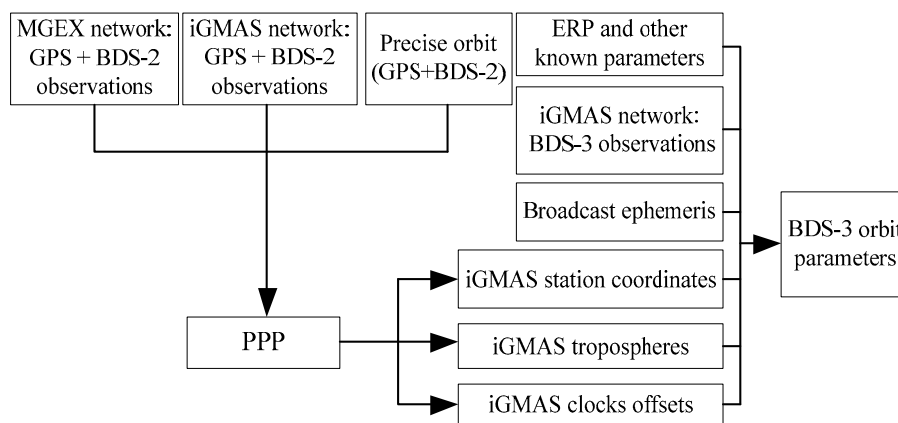 MGEX network:
GPS + BDS-2
observations
iGMAS network:
GPS + BDS-2
observations
Precise orbit
(GPS+BDS-2)
ERP and other
known parameters
iGMAS network:
BDS-3 observations
Broadcast ephemeris
BDS-3 orbit
parameters
iGMAS station coordinates
PPP
iGMAS tropospheres
iGMAS clocks offsets